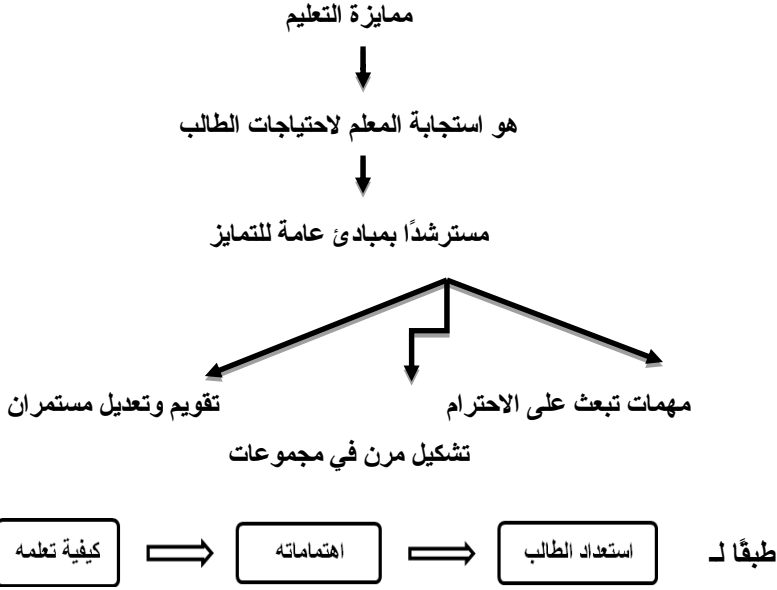 ممايزة التعليم
هو استجابة المعلم لاحتياجات الطالب
مسترشدًا بمبادئ عامة للتمايز
مهمات تبعث على الاحترام
تقويم وتعديل مستمران
تشكيل مرن في مجموعات
طبقًا لـ
استعداد الطالب
اهتماماته
كيفية تعلمه